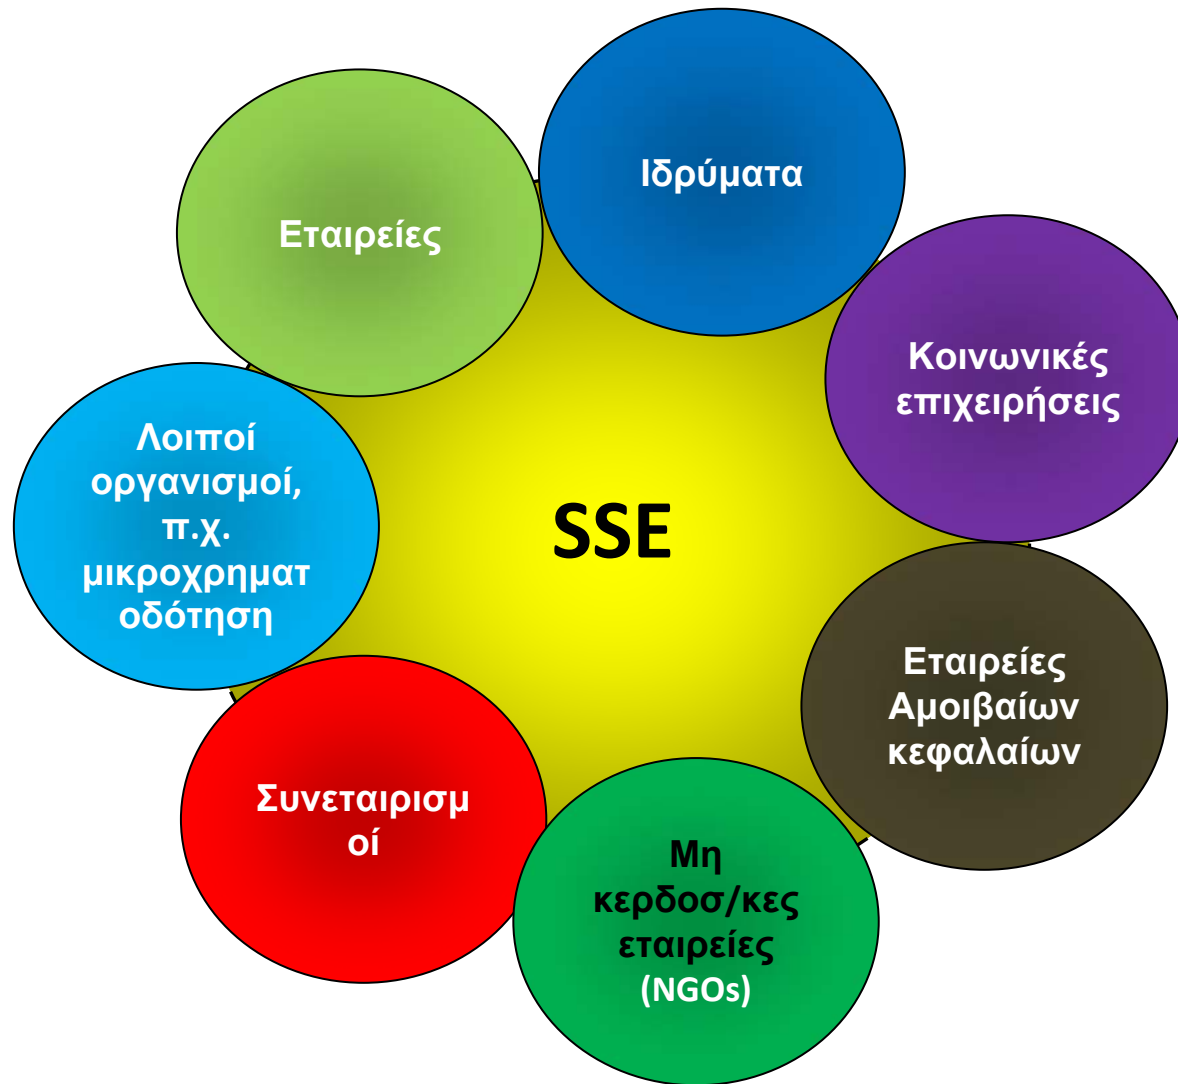 Ιδρύματα
Εταιρείες
Κοινωνικές
επιχειρήσεις
Λοιποί
οργανισμοί,
π.χ.
μικροχρηματ
οδότηση
SSE
Εταιρείες
Αμοιβαίων
κεφαλαίων
Συνεταιρισμ
οί
Μη
κερδοσ/κες
εταιρείες
(NGOs)